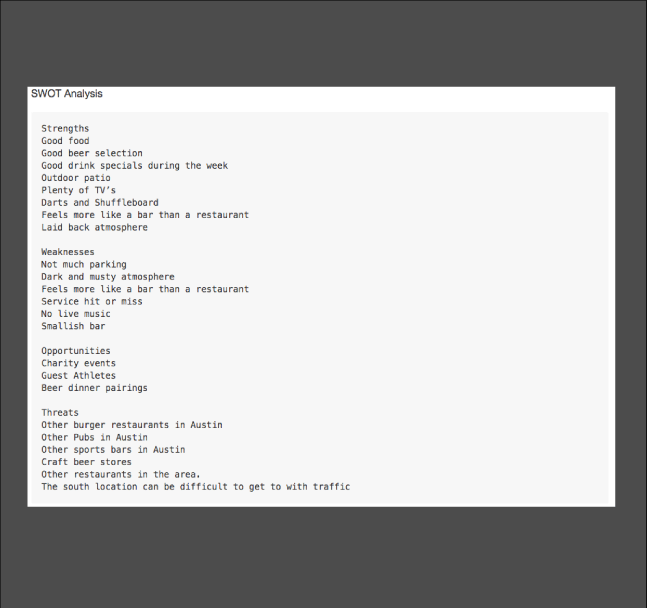 SWOT Analysis
Strengths
Good food
Good beer selection
Good drink specials during the week
Outdoor patio
Plenty of TV’s
Darts and Shuffleboard
Feels more like a bar than a restaurant
Laid back atmosphere
Weaknesses
Not much parking
Dark and musty atmosphere
Feels more like a bar than a restaurant
Service hit or miss
No live music
Smallish bar
Opportunities
Charity events
Guest Athletes
Beer dinner pairings
Threats
Other burger restaurants in Austin
Other Pubs in Austin
Other sports bars in Austin
Craft beer stores
Other restaurants in the area.
The south location can be difficult to get to with traffic